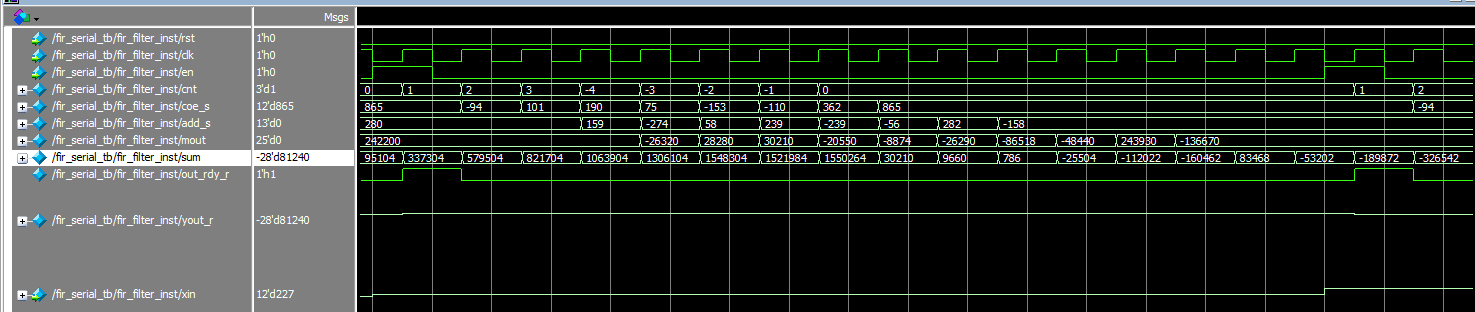 Msgs
/fir_serial_tb/fir_filter_inst/rst 1'h0
/fir_serial_tb/fir_filter_inst/clk 1'h0
/fir_serial_tb/fir_filter_inst/en 1'h0
/fir_serial_tb/fir_filter_inst/cnt 3'd1 0 1 2 3 -4 -3 -2 -1 0 1 2
/fir_serial_tb/fir_filter_inst/coe_s 12'd865 865 -94 101 190 75 -153 -110 362 865 -94
/fir_serial_tb/fir_filter_inst/add_s 13'd0 280 159 -274 58 239 -239 -56 282 -158
/fir_serial_tb/fir_filter_inst/mout 25'd0 242200 -26320 28280 30210 -20550 -8874 -26290 -86518 -48440 243930 -136670
/fir_serial_tb/fir_filter_inst/sum -28'd81240 95104 337304 579504 821704 1063904 1306104 1548304 1521984 1550264 30210 9660 786 -25504 -112022 -160462 83468 -53202 -189872 -326542
/fir_serial_tb/fir_filter_inst/out_rdy_r 1'h1
/fir_serial_tb/fir_filter_inst/yout_r -28'd81240
/fir_serial_tb/fir_filter_inst/xin 12'd227